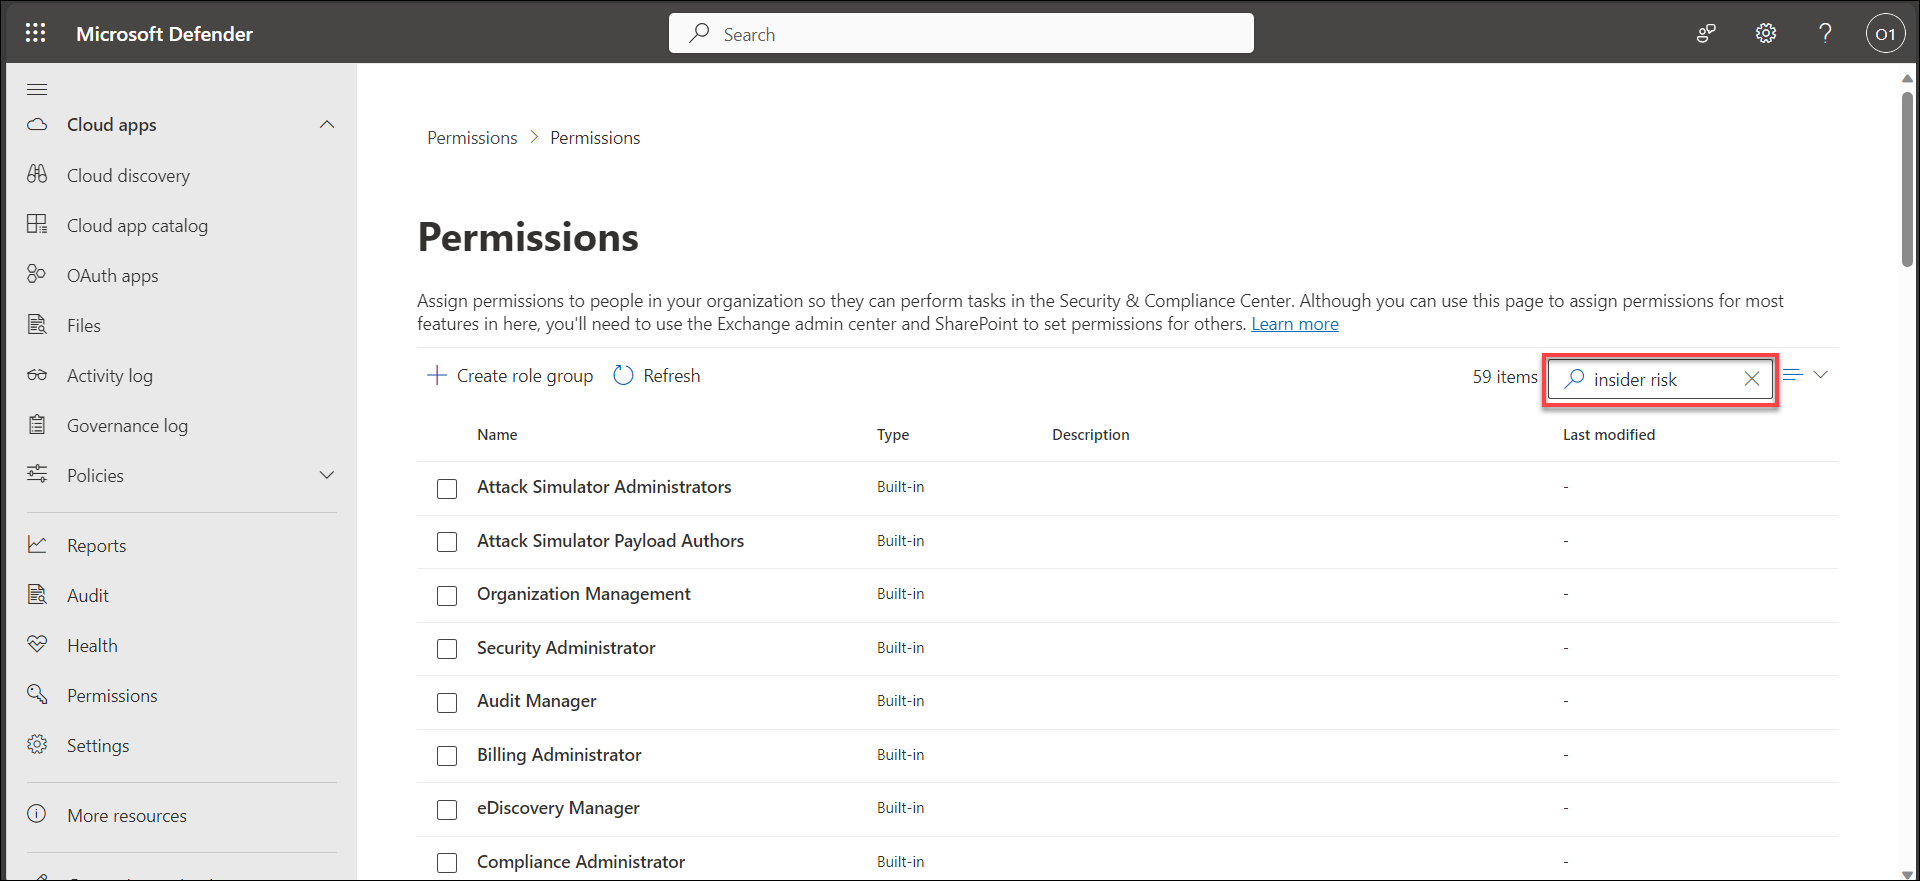 Microsoft Defender
Search
O1
Cloud apps
Cloud discovery
Cloud app catalog
OAuth apps
Files
Activity log
Governance log
Policies
Reports
Audit
Health
Permissions
Settings
More resources
Permissions > Permissions
Permissions
Assign permissions to people in your organization so they can perform tasks in the Security & Compliance Center. Although you can use this page to assign permissions for most
features in here, you'll need to use the Exchange admin center and SharePoint to set permissions for others. Learn more
Create role group Refresh 59 items insider risk
Name Type Description Last modified
Attack Simulator Administrators Built-in -
Attack Simulator Payload Authors Built-in -
Organization Management Built-in -
Security Administrator Built-in -
Audit Manager Built-in -
Billing Administrator Built-in -
eDiscovery Manager Built-in -
Compliance Administrator Built-in -